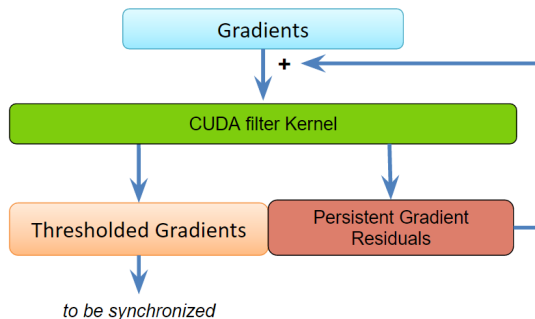 Gradients
+
CUDA filter Kernel
Thresholded Gradients
Persistent Gradient
Residuals
to be synchronized